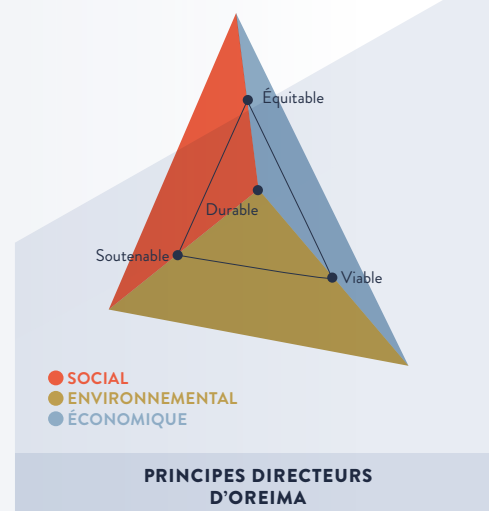 Équitable
Durable
Soutenable
Viable
SOCIAL
ENVIRONNEMENTAL
ÉCONOMIQUE
PRINCIPES DIRECTEURS
D'OREIMA